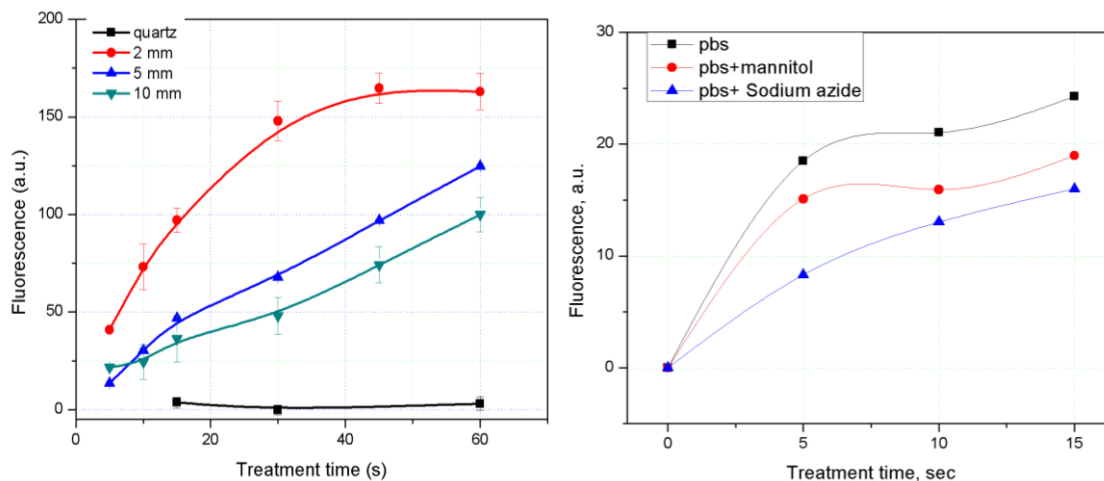 quartz
2 mm
5 mm
10 mm
200
150
100
50
0
0
20
40
60
Fluorescence (a.u.)
Treatment time (s)
pbs
pbs+mannitol
pbs+ Sodium azide
30
20
10
0
0
5
10
15
Fluorescence, a.u.
Treatment time, sec